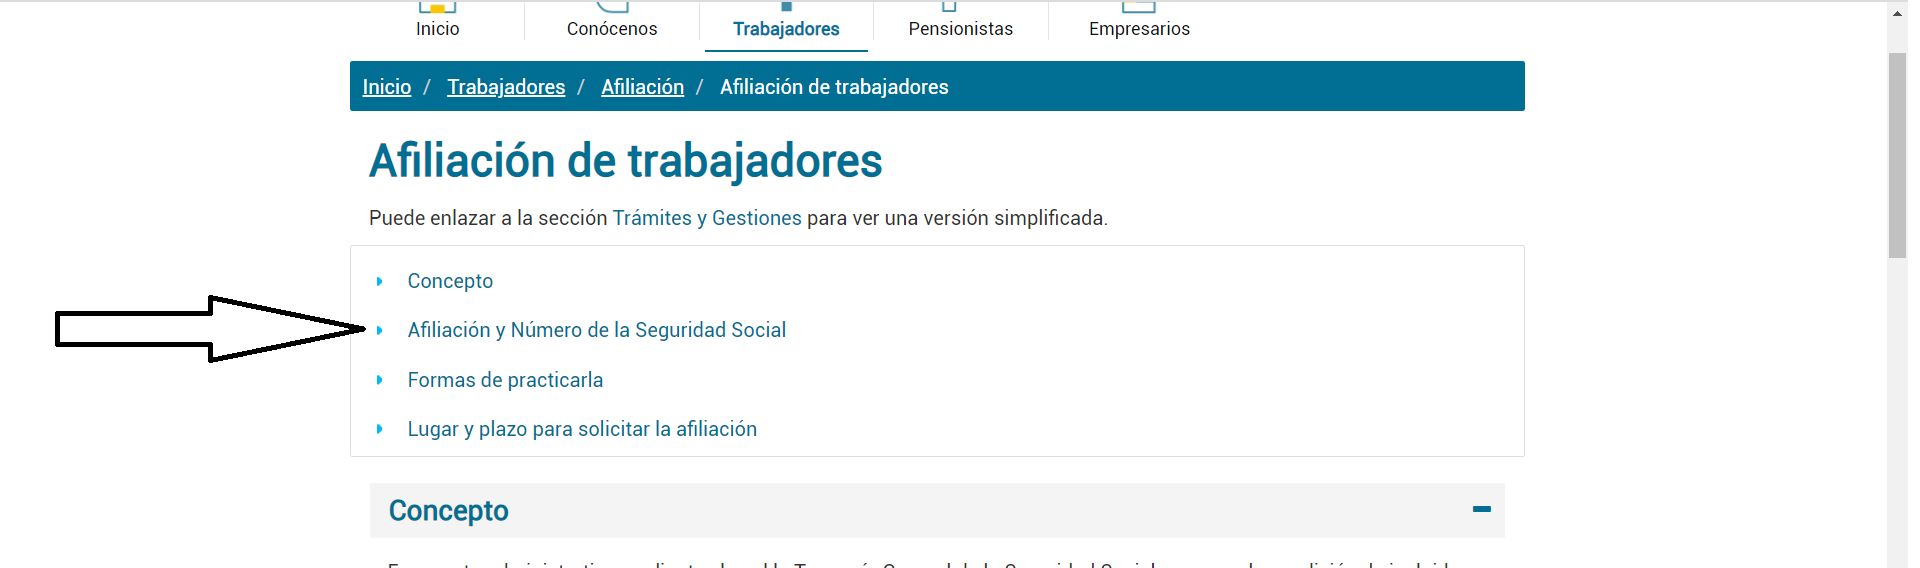 Inicio
Conócenos
Trabajadores
Pensionistas
Empresarios
Inicio / Trabajadores / Afiliación / Afiliación de trabajadores
Afiliación de trabajadores
Puede enlazar a la sección Trámites y Gestiones para ver una versión simplificada.
Concepto
Afiliación y Número de la Seguridad Social
Formas de practicarla
Lugar y plazo para solicitar la afiliación
Concepto